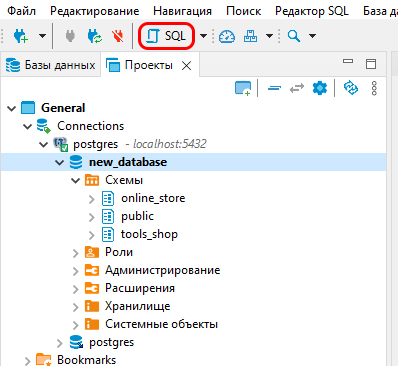 Файл Редактирование Навигация Поиск Редактор SQL База да
SQL
Базы данных Проекты
General
Connections
postgres - localhost:5432
new_database
Схемы
online_store
public
tools_shop
Роли
Администрирование
Расширения
Хранилище
Системные объекты
postgres
Bookmarks